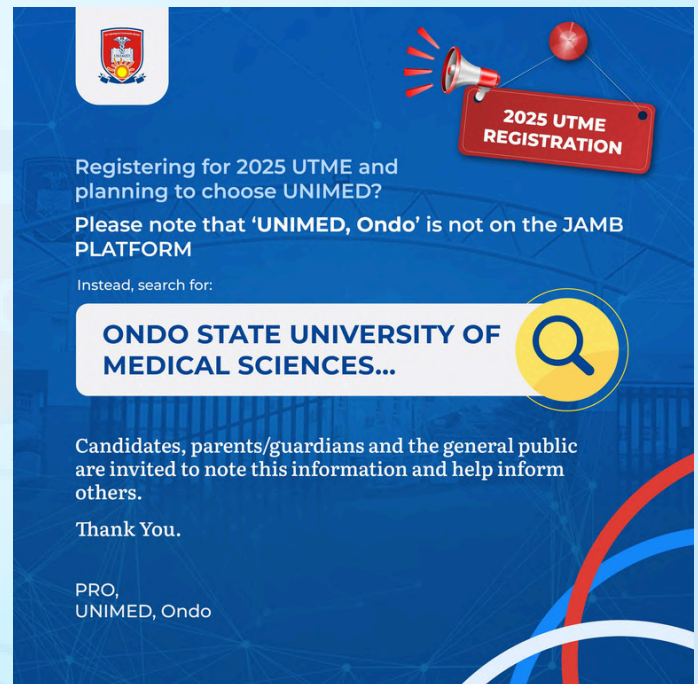 2025 UTME
REGISTRATION
Registering for 2025 UTME and
planning to choose UNIMED?
Please note that ‘UNIMED, Ondo’ is not on the JAMB
PLATFORM
Instead, search for:
ONDO STATE UNIVERSITY OF
MEDICAL SCIENCES...
Candidates, parents/guardians and the general public
are invited to note this information and help inform
others.
Thank You.
PRO,
UNIMED, Ondo